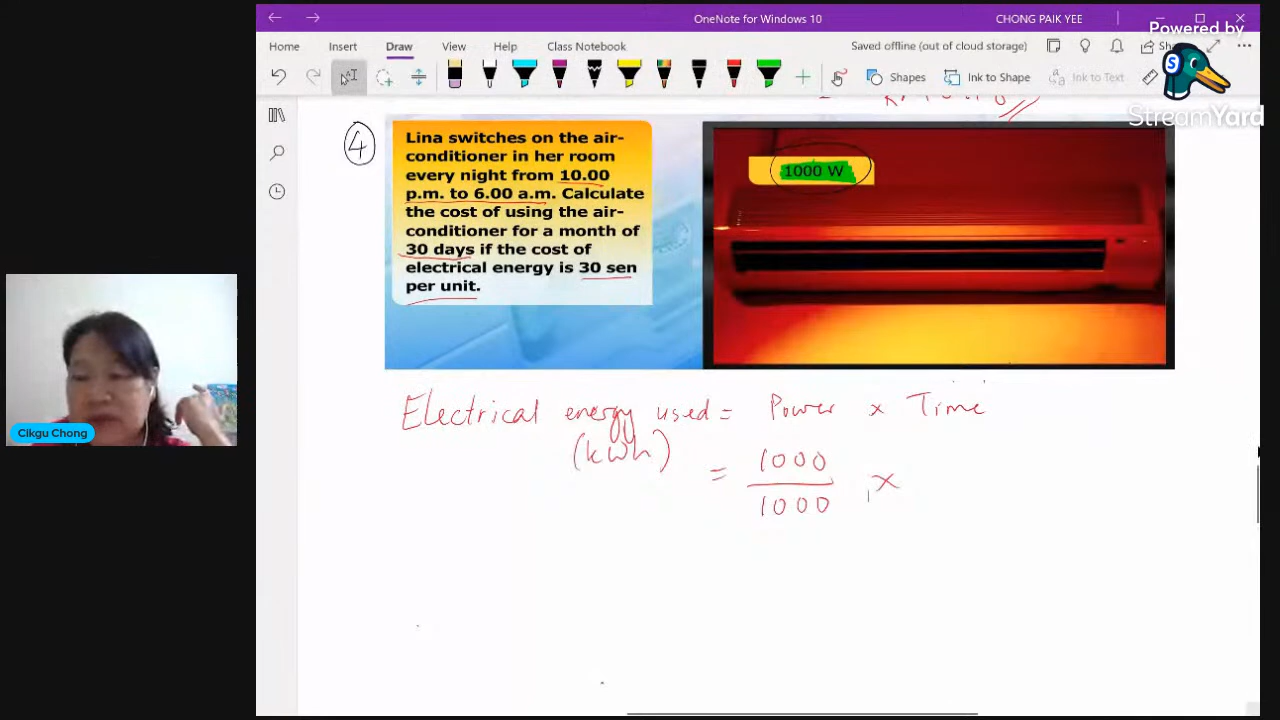 OneNote for Windows 10
CHONG PAIK YEE
Powered by
StreamYard
Home Insert Draw View Help Class Notebook
Saved offline (out of cloud storage)
Shapes Ink to Shape Ink to Text
4
Lina switches on the air-
conditioner in her room
every night from 10.00
p.m. to 6.00 a.m. Calculate
the cost of using the air-
conditioner for a month of
30 days if the cost of
electrical energy is 30 sen
per unit.
1000 W
Electrical energy used = Power x Time
(kWh)
= 1000
1000 x
Cikgu Chong